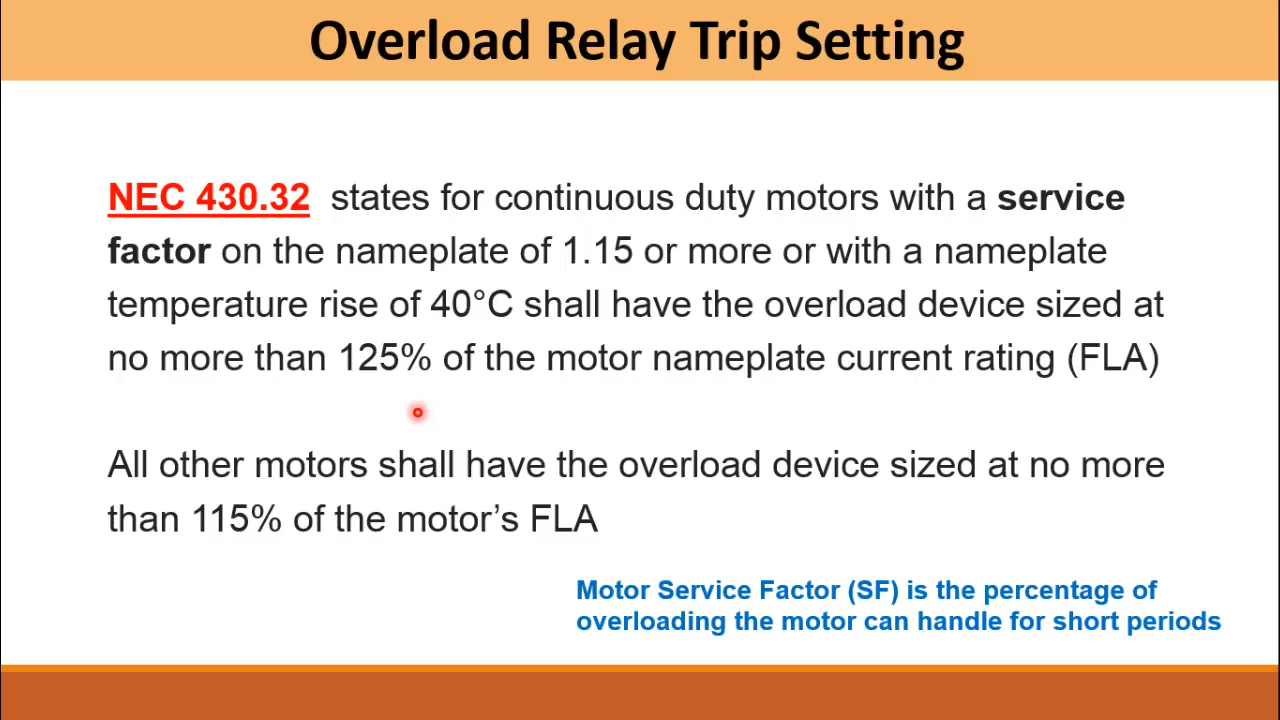 Overload Relay Trip Setting
NEC 430.32 states for continuous duty motors with a service
factor on the nameplate of 1.15 or more or with a nameplate
temperature rise of 40°C shall have the overload device sized at
no more than 125% of the motor nameplate current rating (FLA)
All other motors shall have the overload device sized at no more
than 115% of the motor’s FLA
Motor Service Factor (SF) is the percentage of
overloading the motor can handle for short periods